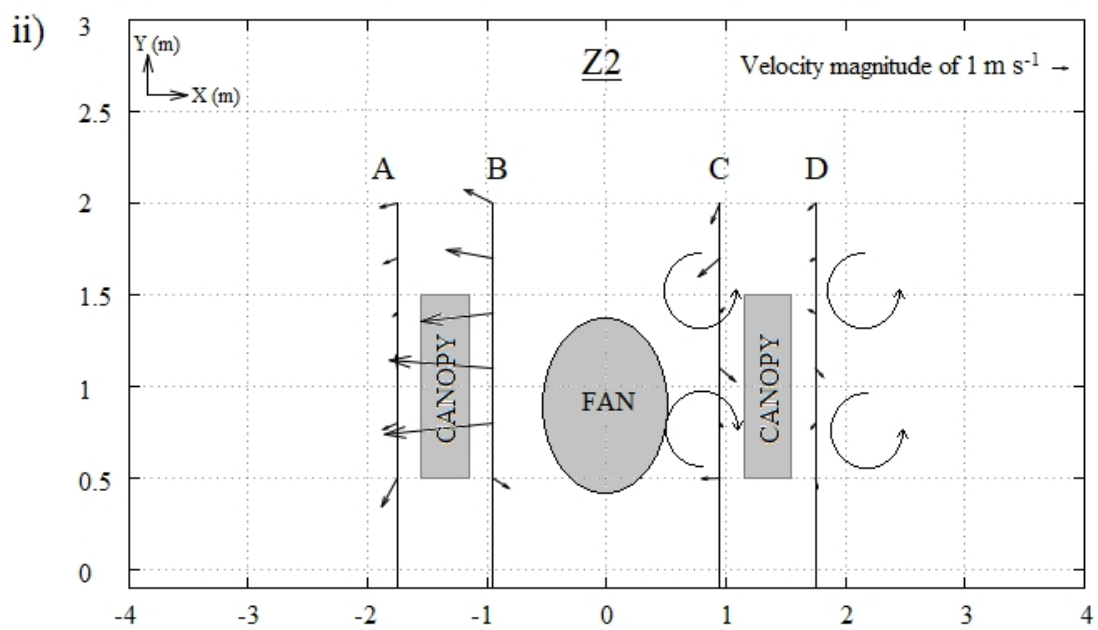 ii)
3
Y (m)
Z2
Velocity magnitude of 1 m s-1
X (m)
2.5
A B C D
2
1.5
CANOPY
CANOPY
1
FAN
0.5
0
-4 -3 -2 -1 0 1 2 3 4